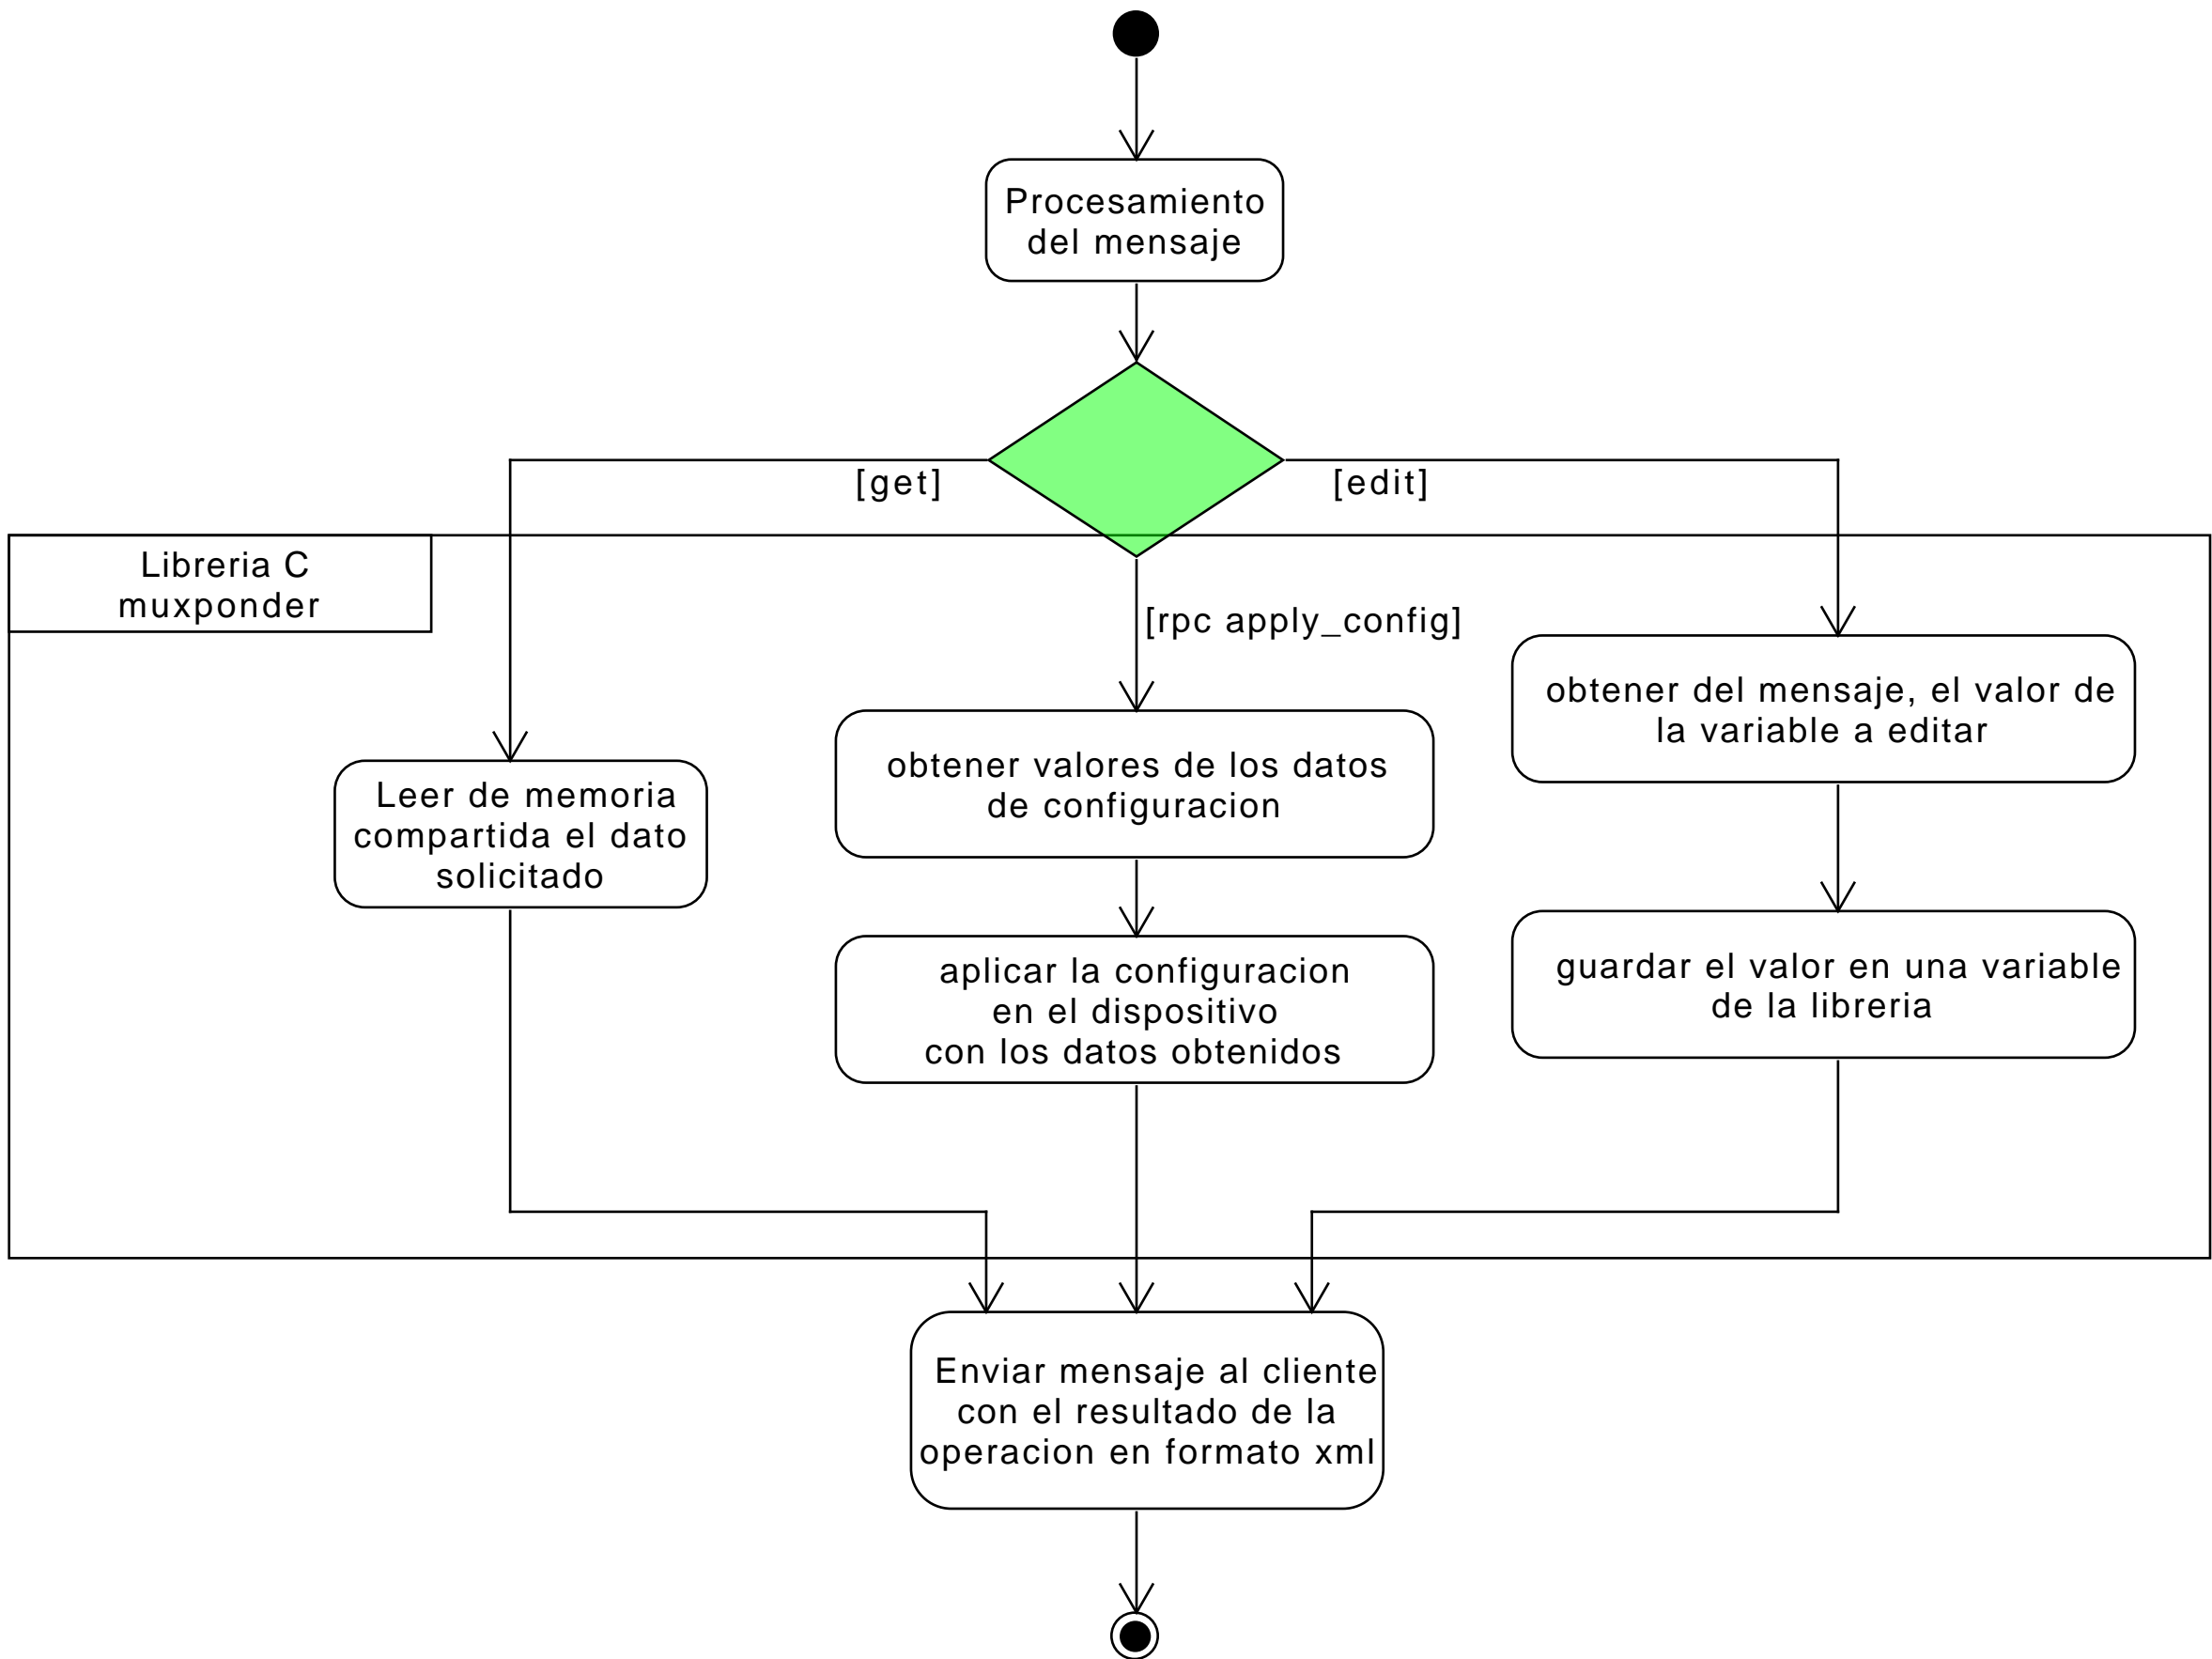 Procesamiento
del mensaje
[get]
[edit]
Libreria C
muxponder
[rpc apply_config]
obtener del mensaje, el valor de
la variable a editar
obtener valores de los datos
de configuracion
Leer de memoria
compartida el dato
solicitado
aplicar la configuracion
en el dispositivo
con los datos obtenidos
guardar el valor en una variable
de la libreria
Enviar mensaje al cliente
con el resultado de la
operacion en formato xml